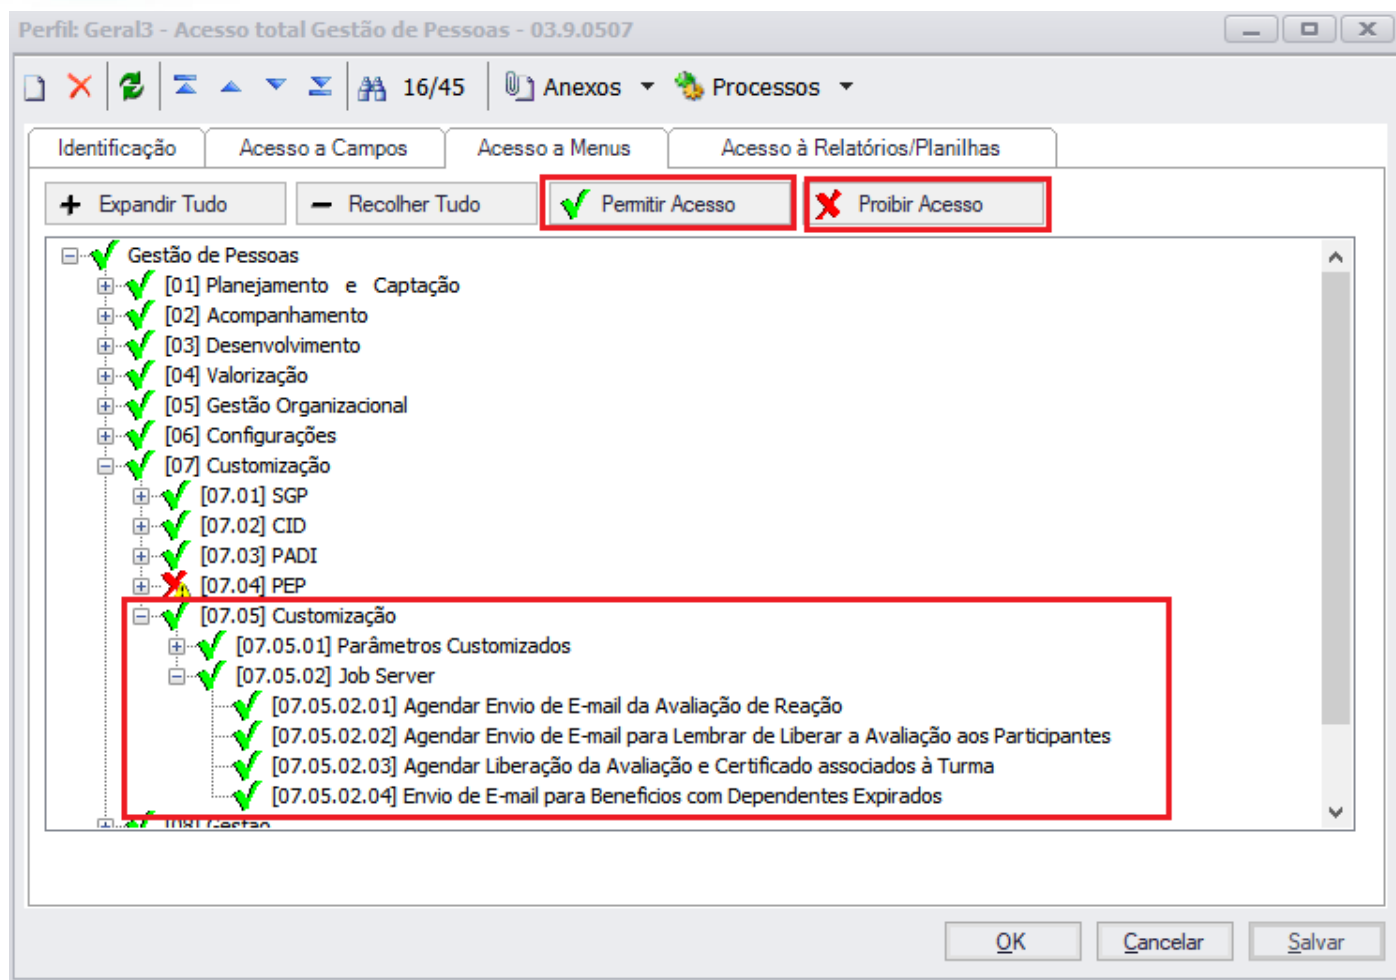 Perfil: Geral3 - Acesso total Gestão de Pessoas - 03.9.0507
16/45 Anexos Processos
Identificação Acesso a Campos Acesso a Menus Acesso à Relatórios/Planilhas
Expandir Tudo Recolher Tudo Permitir Acesso Proibir Acesso
Gestão de Pessoas
[01] Planejamento e Captação
[02] Acompanhamento
[03] Desenvolvimento
[04] Valorização
[05] Gestão Organizacional
[06] Configurações
[07] Customização
[07.01] SGP
[07.02] CID
[07.03] PADI
[07.04] PEP
[07.05] Customização
[07.05.01] Parâmetros Customizados
[07.05.02] Job Server
[07.05.02.01] Agendar Envio de E-mail da Avaliação de Reação
[07.05.02.02] Agendar Envio de E-mail para Lembrar de Liberar a Avaliação aos Participantes
[07.05.02.03] Agendar Liberação da Avaliação e Certificado associados à Turma
[07.05.02.04] Envio de E-mail para Beneficios com Dependentes Expirados
[08] Gestão
OK Cancelar Salvar